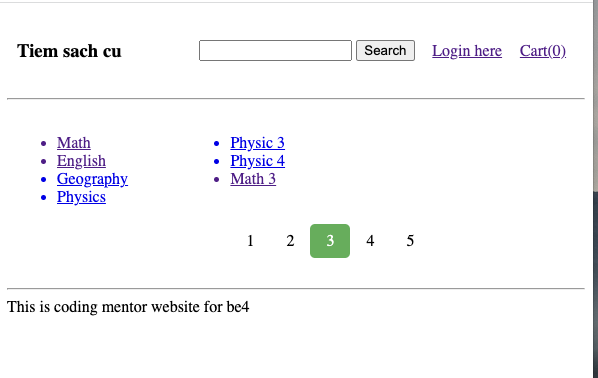 Tiem sach cu Search Login here Cart(0)
Math
English
Geography
Physics
Physic 3
Physic 4
Math 3
1 2 3 4 5
This is coding mentor website for be4